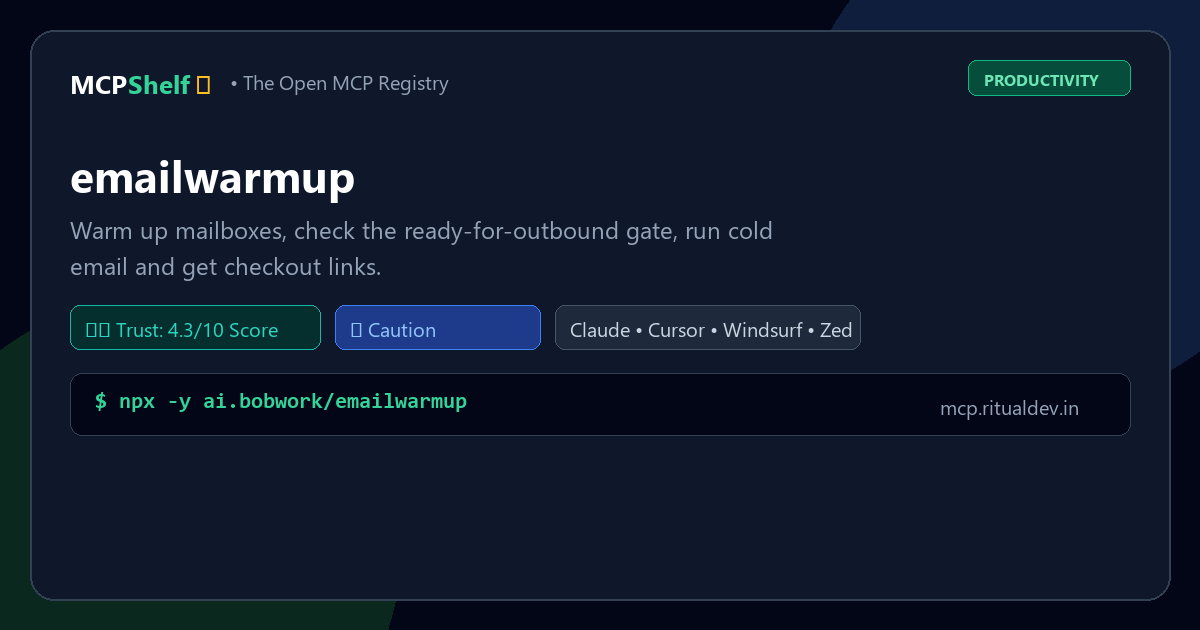 MCPShelf • The Open MCP Registry
PRODUCTIVITY
emailwarmup
Warm up mailboxes, check the ready-for-outbound gate, run cold
email and get checkout links.
Trust: 4.3/10 Score
Caution
Claude • Cursor • Windsurf • Zed
$ npx -y ai.bobwork/emailwarmup
mcp.ritualdev.in